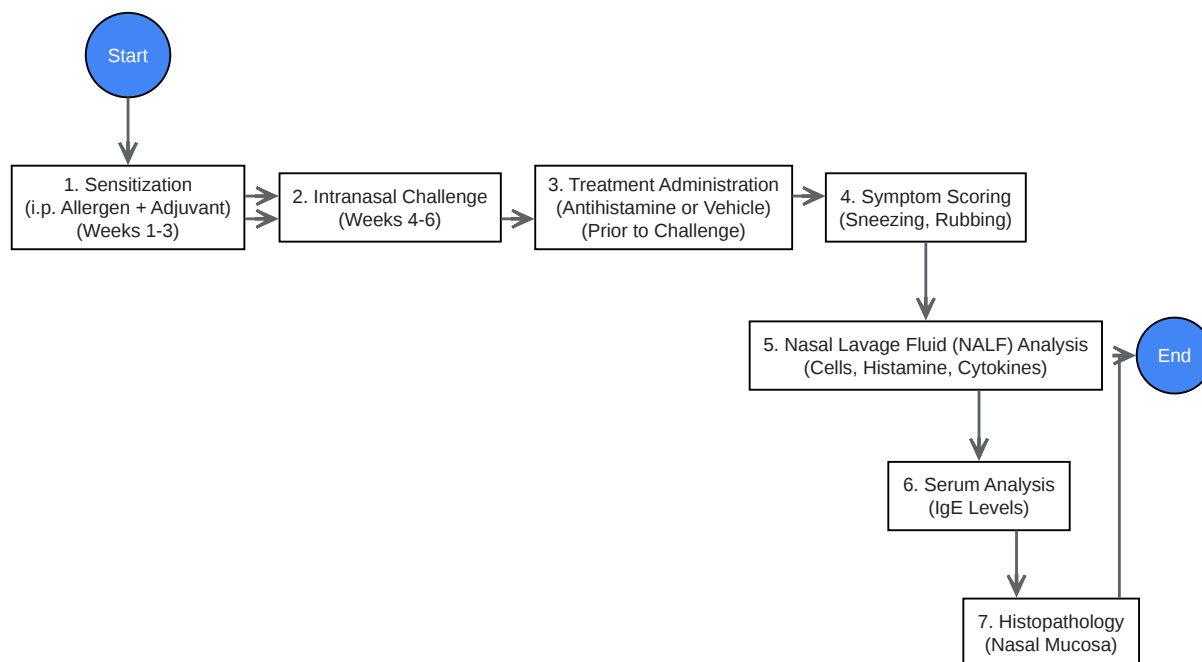 Start
1. Sensitization
(i.p. Allergen + Adjuvant)
(Weeks 1-3)
2. Intranasal Challenge
(Weeks 4-6)
3. Treatment Administration
(Antihistamine or Vehicle)
(Prior to Challenge)
4. Symptom Scoring
(Sneezing, Rubbing)
5. Nasal Lavage Fluid (NALF) Analysis
(Cells, Histamine, Cytokines)
End
6. Serum Analysis
(IgE Levels)
7. Histopathology
(Nasal Mucosa)